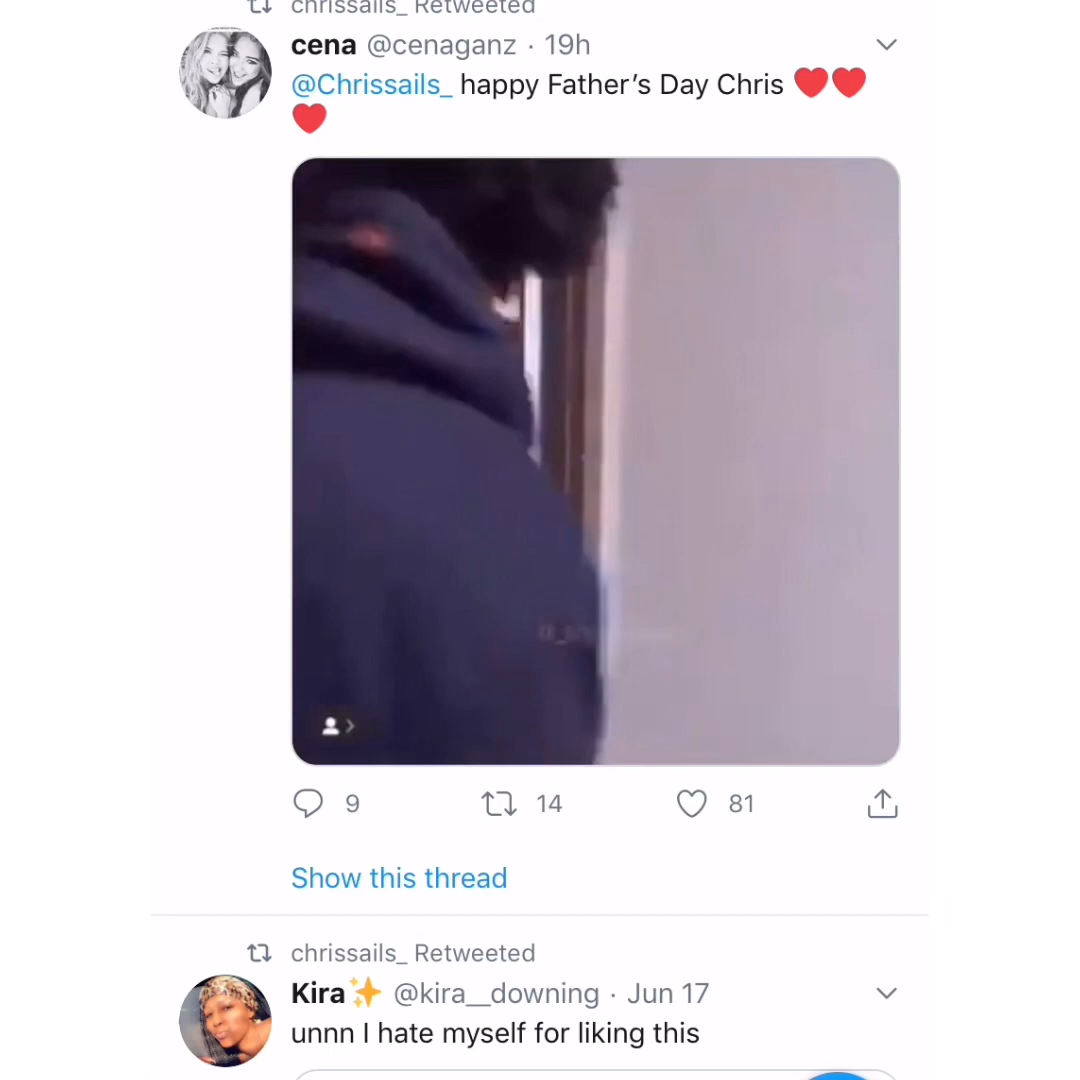 chrissails_ Retweeted
cena @cenaganz · 19h
@Chrissails_ happy Father’s Day Chris ❤️❤️
❤️
9 14 81
Show this thread
chrissails_ Retweeted
Kira✨ @kira__downing · Jun 17
unnn I hate myself for liking this